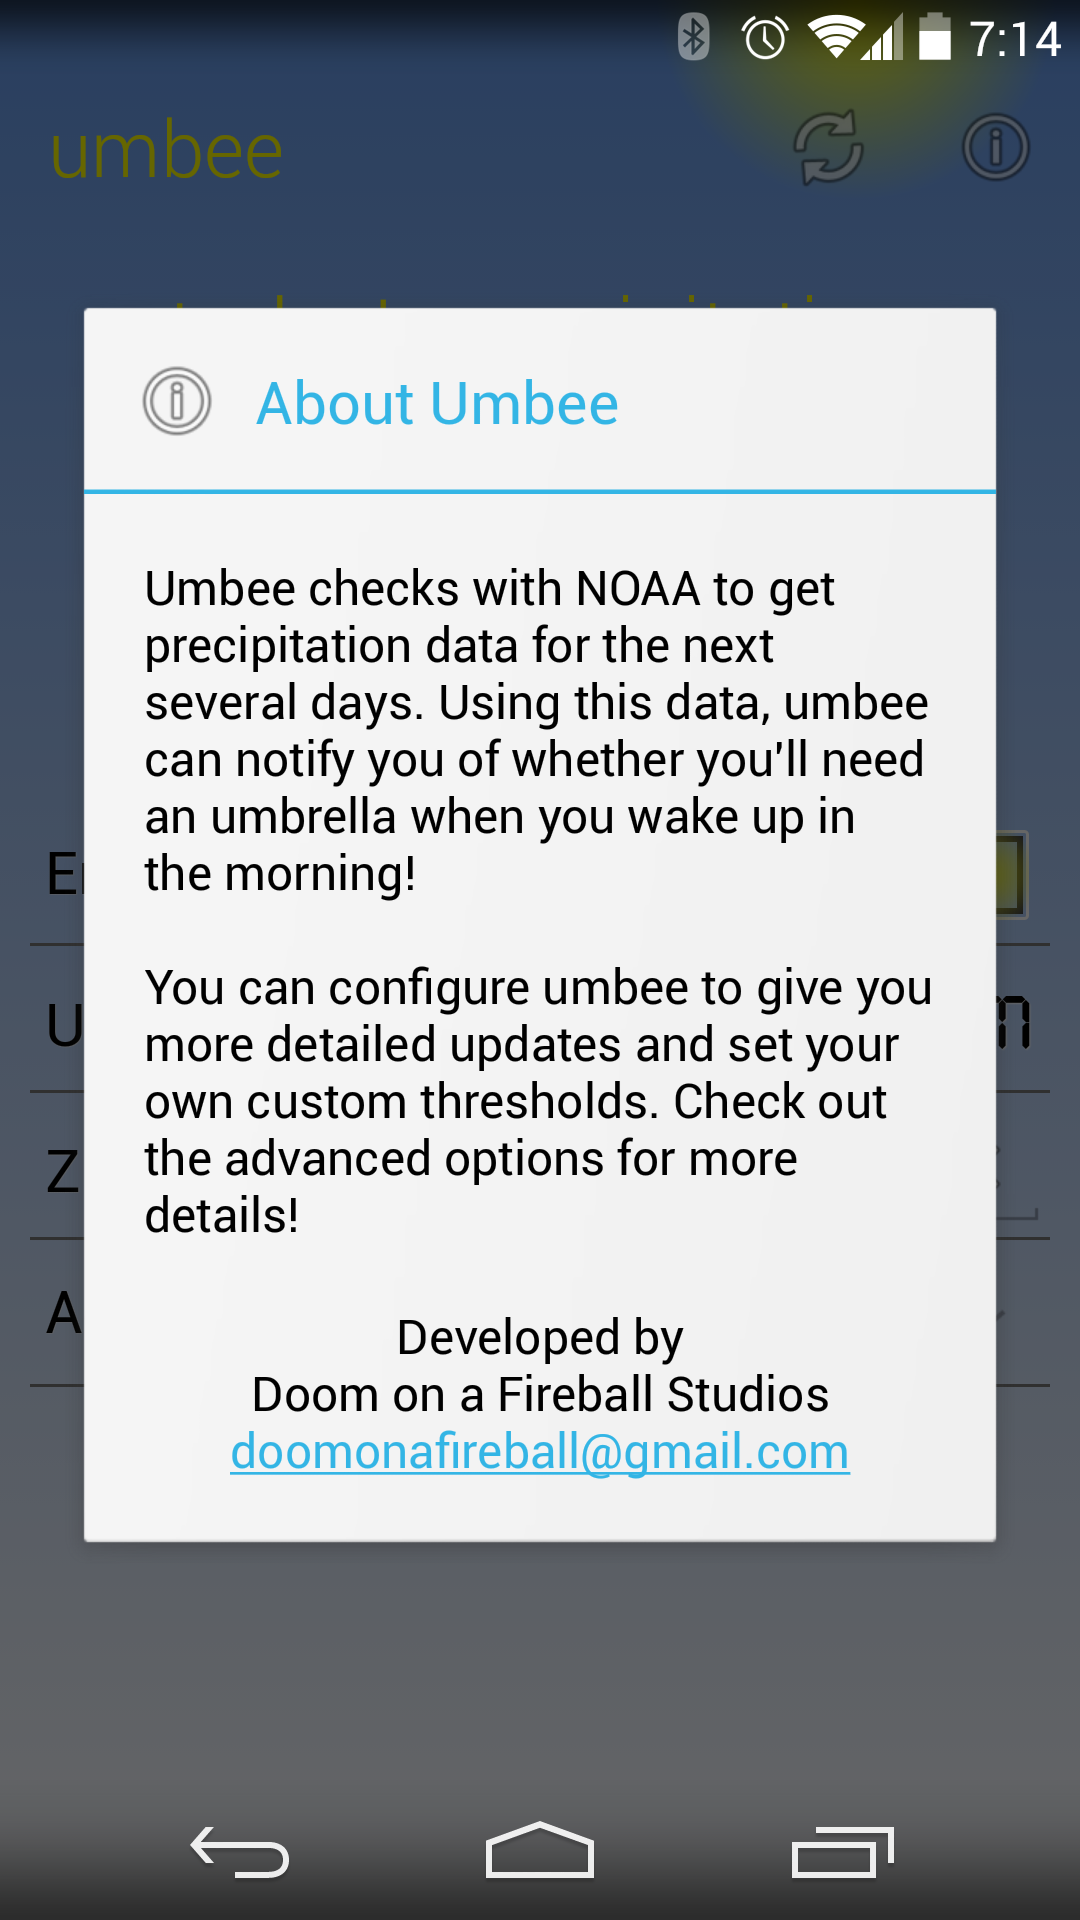 7:14
umbee
About Umbee
Umbee checks with NOAA to get
precipitation data for the next
several days. Using this data, umbee
can notify you of whether you'll need
an umbrella when you wake up in
the morning!
You can configure umbee to give you
more detailed updates and set your
own custom thresholds. Check out
the advanced options for more
details!
Developed by
Doom on a Fireball Studios
doomonafireball@gmail.com